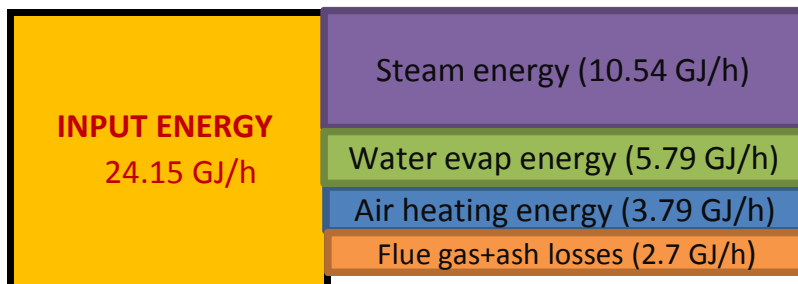 INPUT ENERGY
24.15 GJ/h
Steam energy (10.54 GJ/h)
Water evap energy (5.79 GJ/h)
Air heating energy (3.79 GJ/h)
Flue gas+ash losses (2.7 GJ/h)